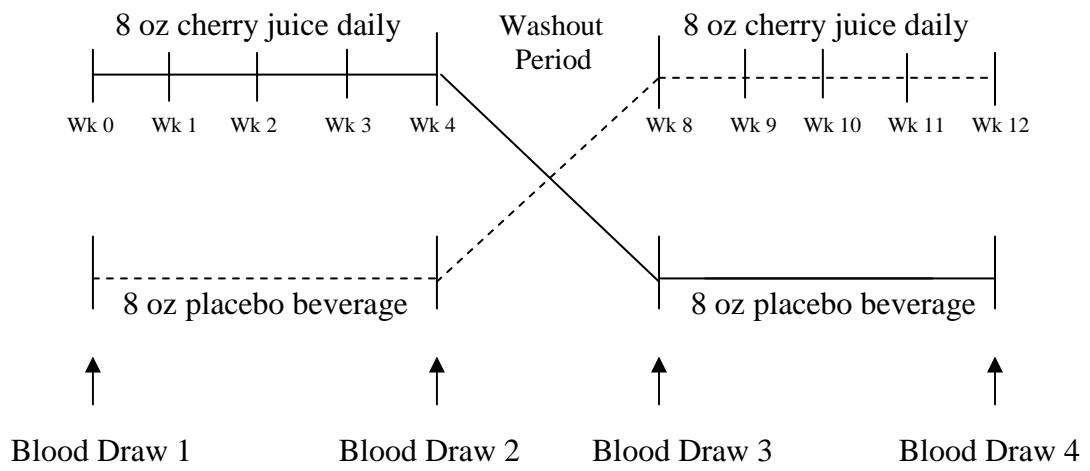 8 oz cherry juice daily
Washout
Period
8 oz cherry juice daily
Wk 0 Wk 1 Wk 2 Wk 3 Wk 4 Wk 8 Wk 9 Wk 10 Wk 11 Wk 12
8 oz placebo beverage 8 oz placebo beverage
Blood Draw 1 Blood Draw 2 Blood Draw 3 Blood Draw 4